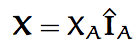 𝐗 = X_A 𝐈̂_A